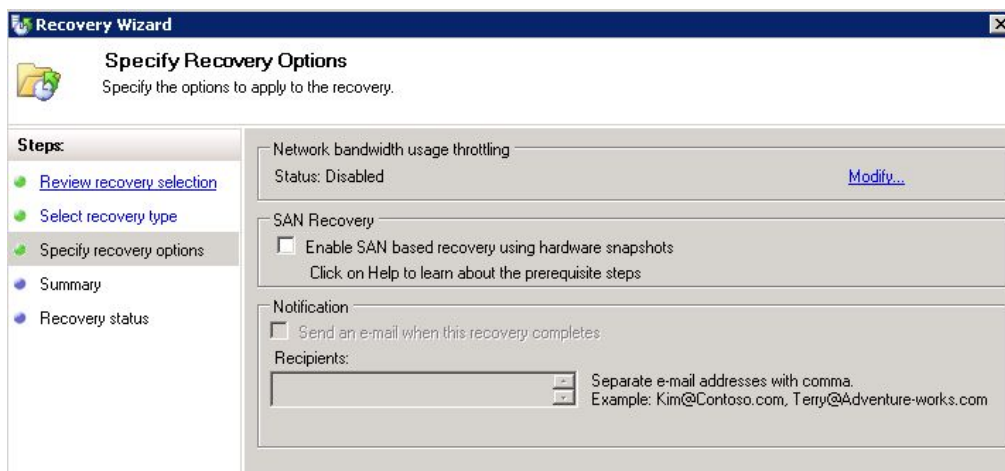 Recovery Wizard
Specify Recovery Options
Specify the options to apply to the recovery.
Steps:
Review recovery selection
Select recovery type
Specify recovery options
Summary
Recovery status
Network bandwidth usage throttling
Status: Disabled
Modify...
SAN Recovery
Enable SAN based recovery using hardware snapshots
Click on Help to learn about the prerequisite steps
Notification
Send an e-mail when this recovery completes
Recipients:
Separate e-mail addresses with comma.
Example: Kim@Contoso.com, Terry@Adventure-works.com